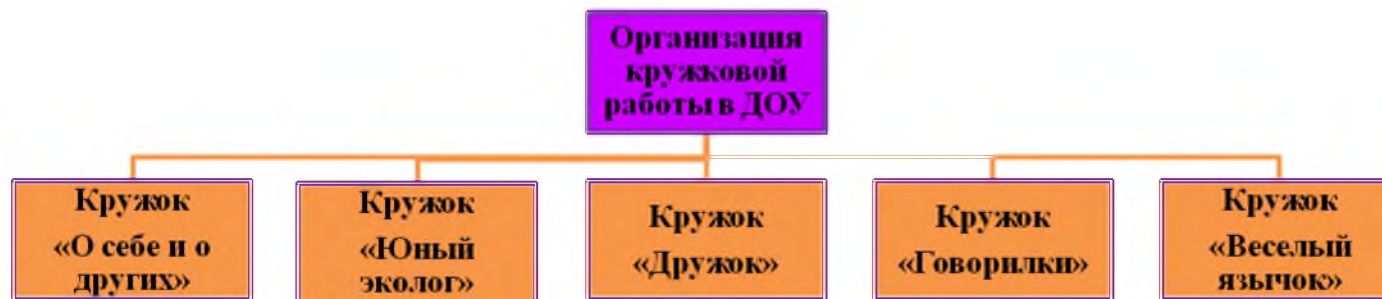 Организация
кружковой
работы в ДОУ
Кружок
«О себе и о
других»
Кружок
«Юный
эколог»
Кружок
«Дружок»
Кружок
«Говорилки»
Кружок
«Веселый
язычок»